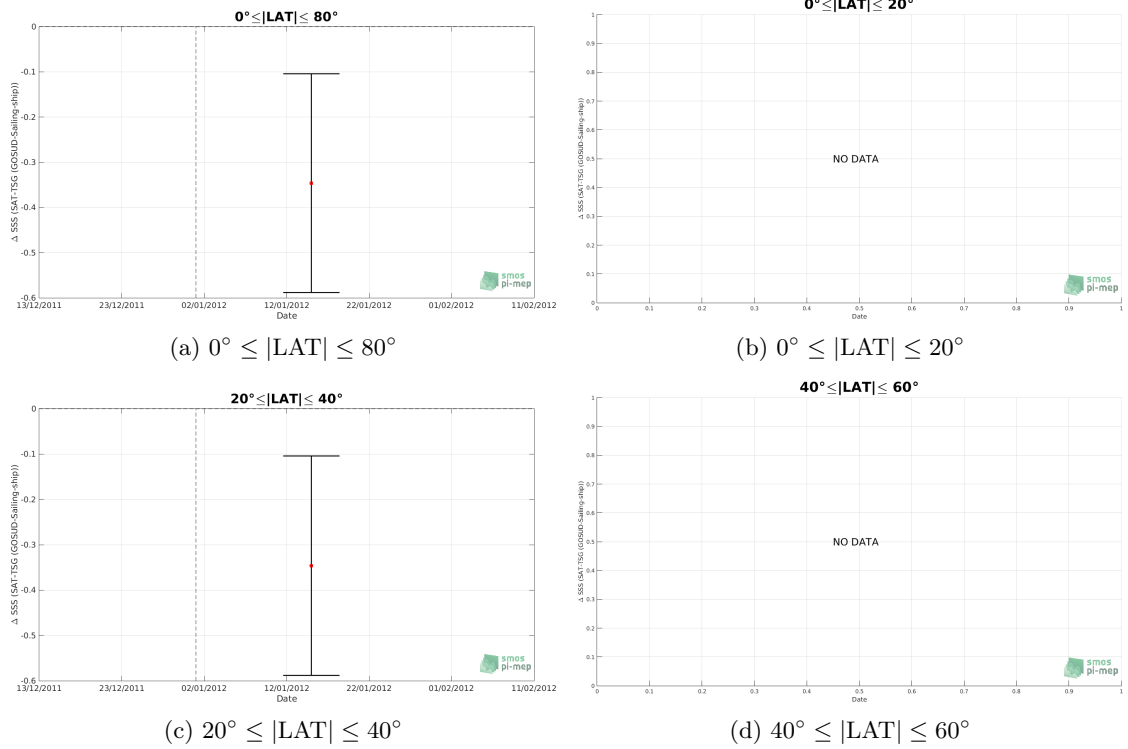 0°≤|LAT|≤ 80°
Δ SSS (SAT-TSG (GOSUD-Sailing-ship))
0
-0.1
-0.2
-0.3
-0.4
-0.5
-0.6
13/12/2011 23/12/2011 02/01/2012 12/01/2012 22/01/2012 01/02/2012 11/02/2012
Date
smos
pi-mep
(a) 0° ≤ |LAT| ≤ 80°
0°≤|LAT|≤ 20°
Δ SSS (SAT-TSG (GOSUD-Sailing-ship))
1
0.9
0.8
0.7
0.6
0.5
0.4
0.3
0.2
0.1
0
NO DATA
0 0.1 0.2 0.3 0.4 0.5 0.6 0.7 0.8 0.9 1
Date
smos
pi-mep
(b) 0° ≤ |LAT| ≤ 20°
20°≤|LAT|≤ 40°
Δ SSS (SAT-TSG (GOSUD-Sailing-ship))
0
-0.1
-0.2
-0.3
-0.4
-0.5
-0.6
13/12/2011 23/12/2011 02/01/2012 12/01/2012 22/01/2012 01/02/2012 11/02/2012
Date
smos
pi-mep
(c) 20° ≤ |LAT| ≤ 40°
40°≤|LAT|≤ 60°
Δ SSS (SAT-TSG (GOSUD-Sailing-ship))
1
0.9
0.8
0.7
0.6
0.5
0.4
0.3
0.2
0.1
0
NO DATA
0 0.1 0.2 0.3 0.4 0.5 0.6 0.7 0.8 0.9 1
Date
smos
pi-mep
(d) 40° ≤ |LAT| ≤ 60°